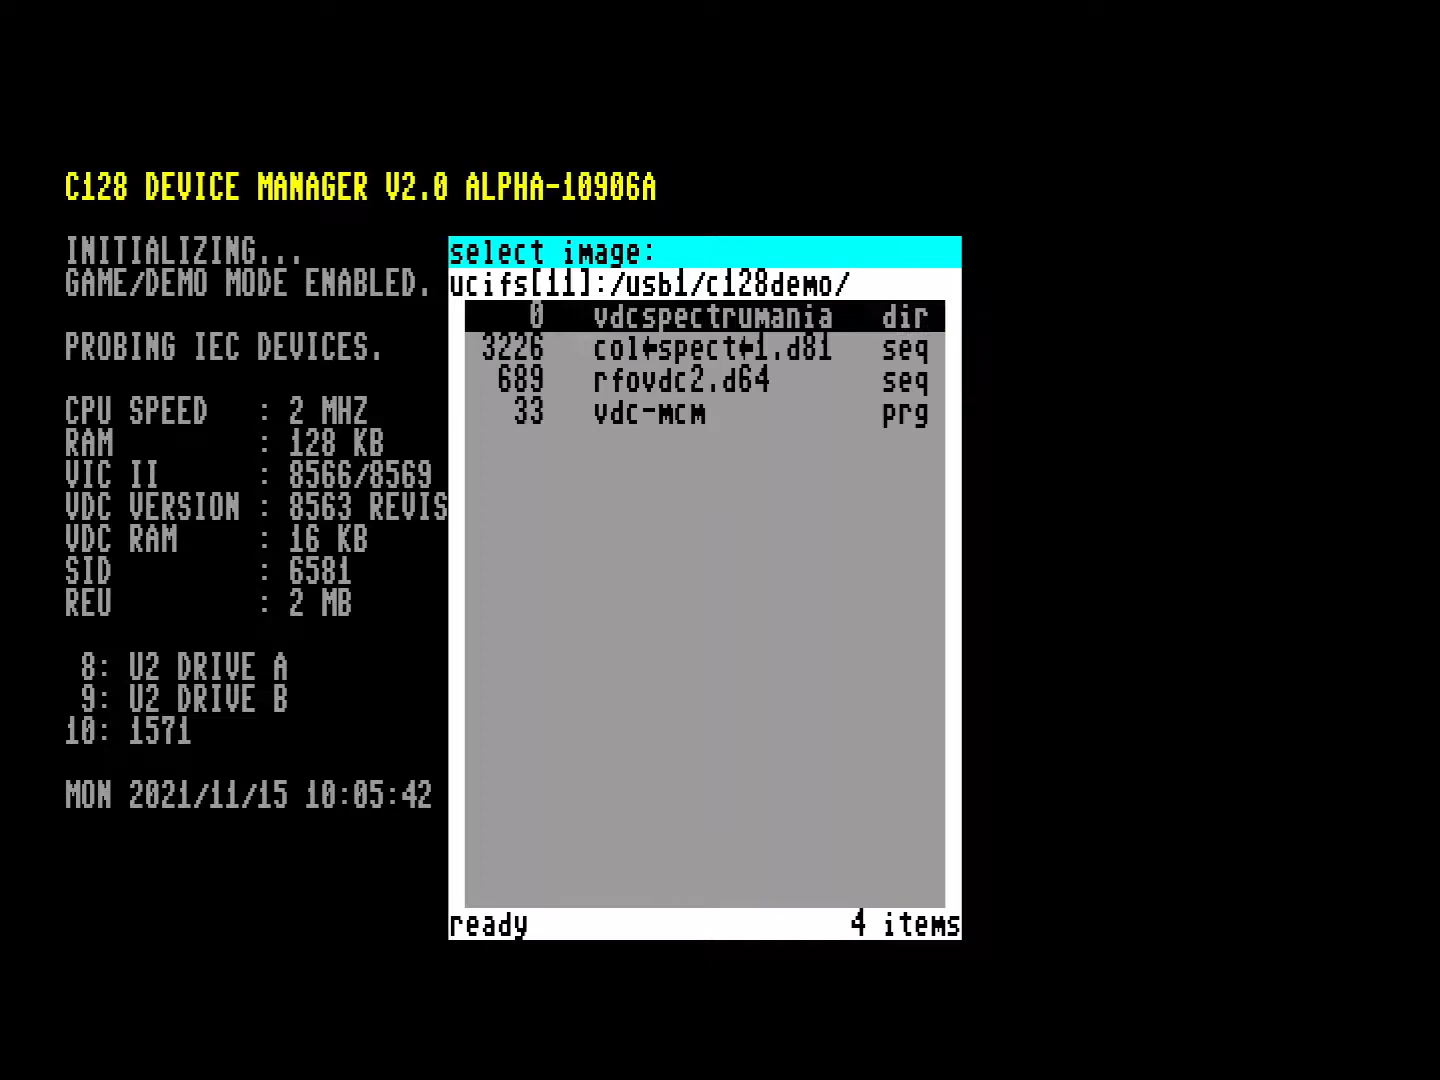 C128 DEVICE MANAGER V2.0 ALPHA-10906A
INITIALIZING...
GAME/DEMO MODE ENABLED.
PROBING IEC DEVICES.
CPU SPEED : 2 MHZ
RAM : 128 KB
VIC II : 8566/8569
VDC VERSION : 8563 REVIS
VDC RAM : 16 KB
SID : 6581
REU : 2 MB
8: U2 DRIVE A
9: U2 DRIVE B
10: 1571
MON 2021/11/15 10:05:42
select image:
ucifs[11]:/usb1/c128demo/
0 vdcspectrumania dir
3226 col←spect←1.d81 seq
689 rfovdc2.d64 seq
33 vdc-mcm prg
ready 4 items